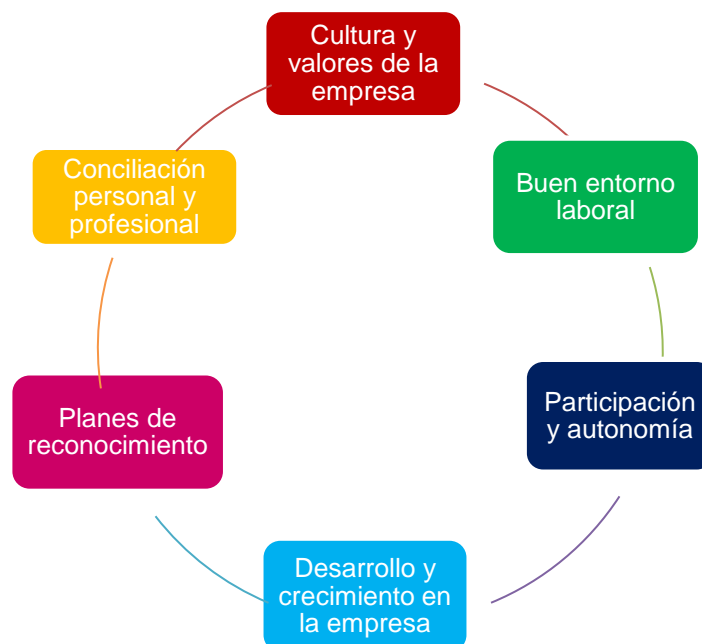 Cultura y
valores de la
empresa
Buen entorno
laboral
Participación
y autonomía
Desarrollo y
crecimiento en
la empresa
Planes de
reconocimiento
Conciliación
personal y
profesional